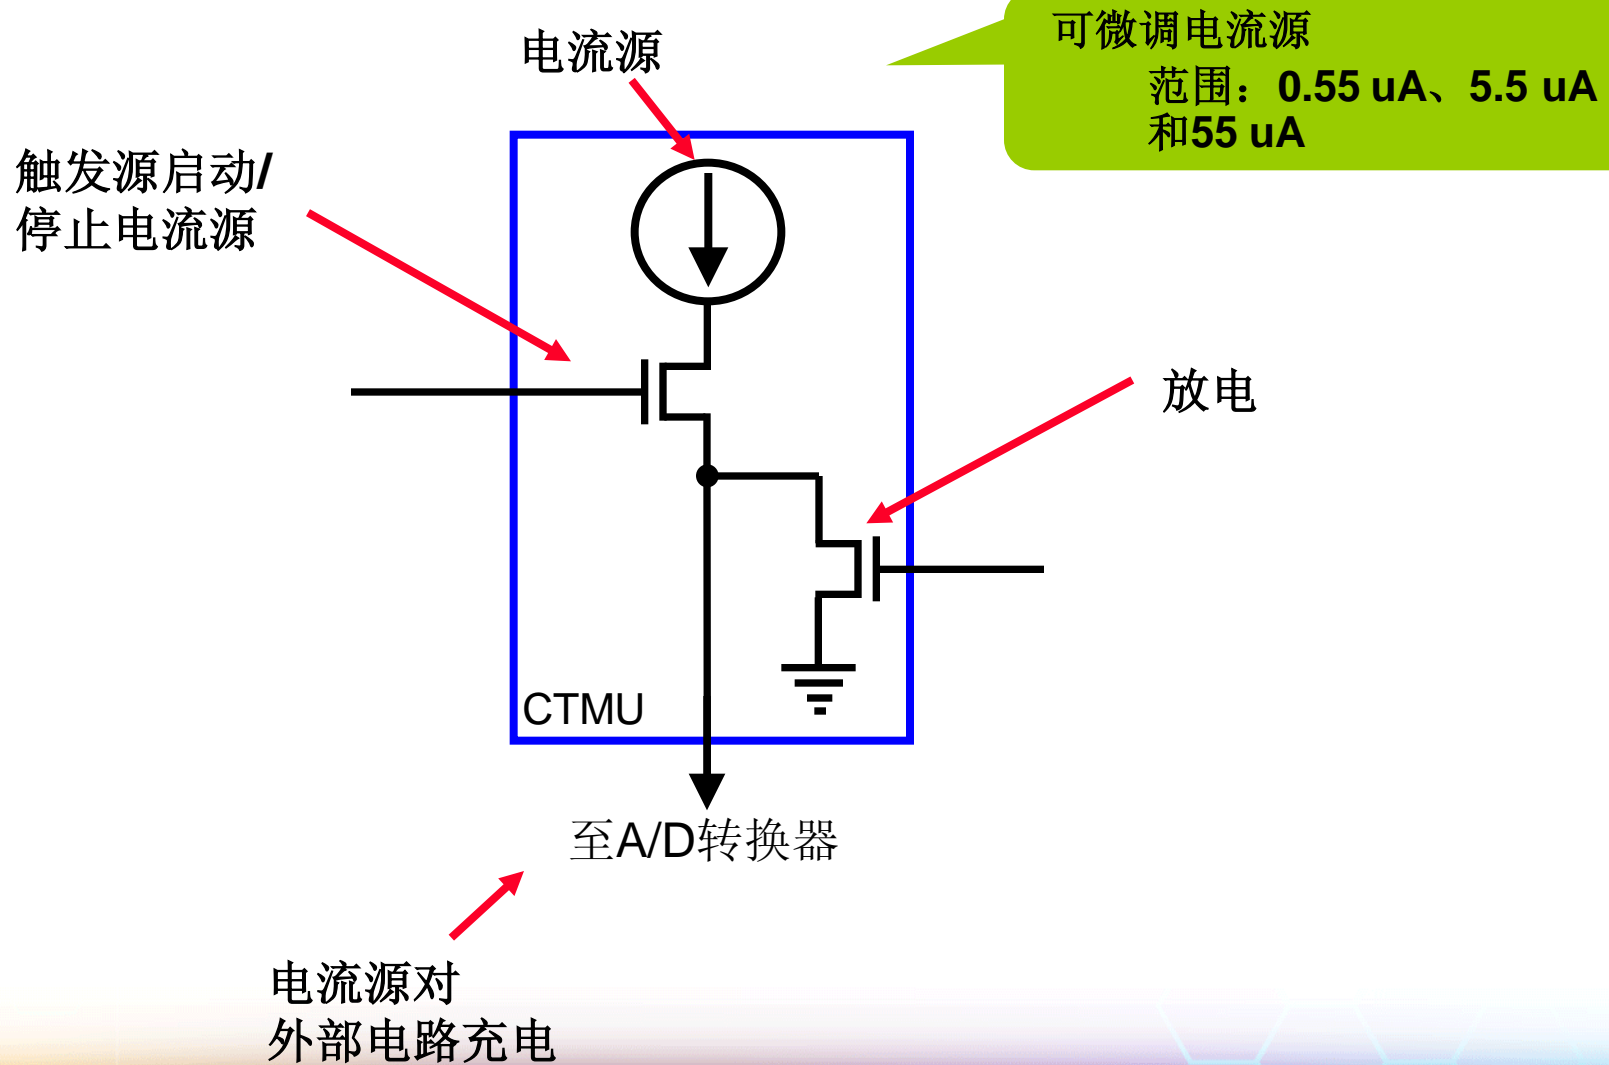 电流源
可微调电流源
范围：0.55 uA、5.5 uA
和55 uA
触发源启动/
停止电流源
放电
CTMU
至A/D转换器
电流源对
外部电路充电